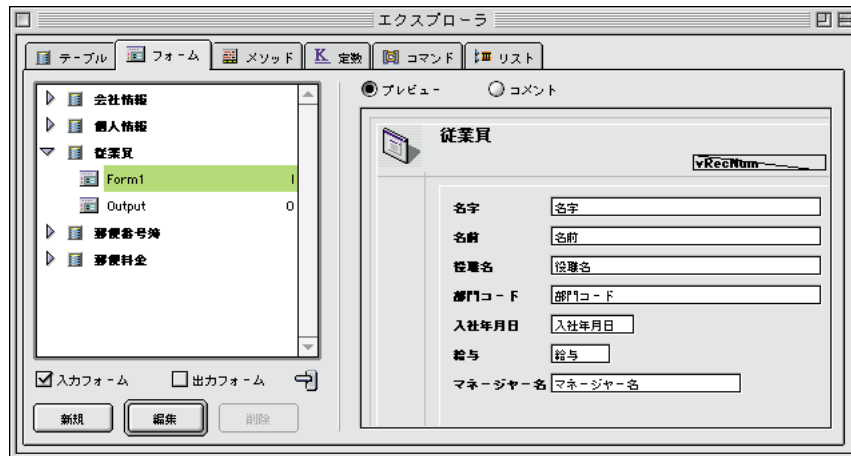 エクスプローラ
テーブル フォーム メソッド K 定数 コマンド リスト
プレビュー コメント
会社情報
個人情報
従業員
Form1 I
Output O
郵便番号簿
郵便料金
入力フォーム 出力フォーム
新規 編集 削除
従業員
vRecNum
名字 名字
名前 名前
役職名 役職名
部門コード 部門コード
入社年月日 入社年月日
給与 給与
マネージャー名 マネージャー名